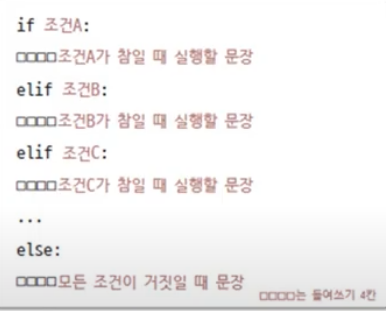 if 조건A:
□□□□조건A가 참일 때 실행할 문장
elif 조건B:
□□□□조건B가 참일 때 실행할 문장
elif 조건C:
□□□□조건C가 참일 때 실행할 문장
...
else:
□□□□모든 조건이 거짓일 때 문장
□□□□는 들여쓰기 4칸